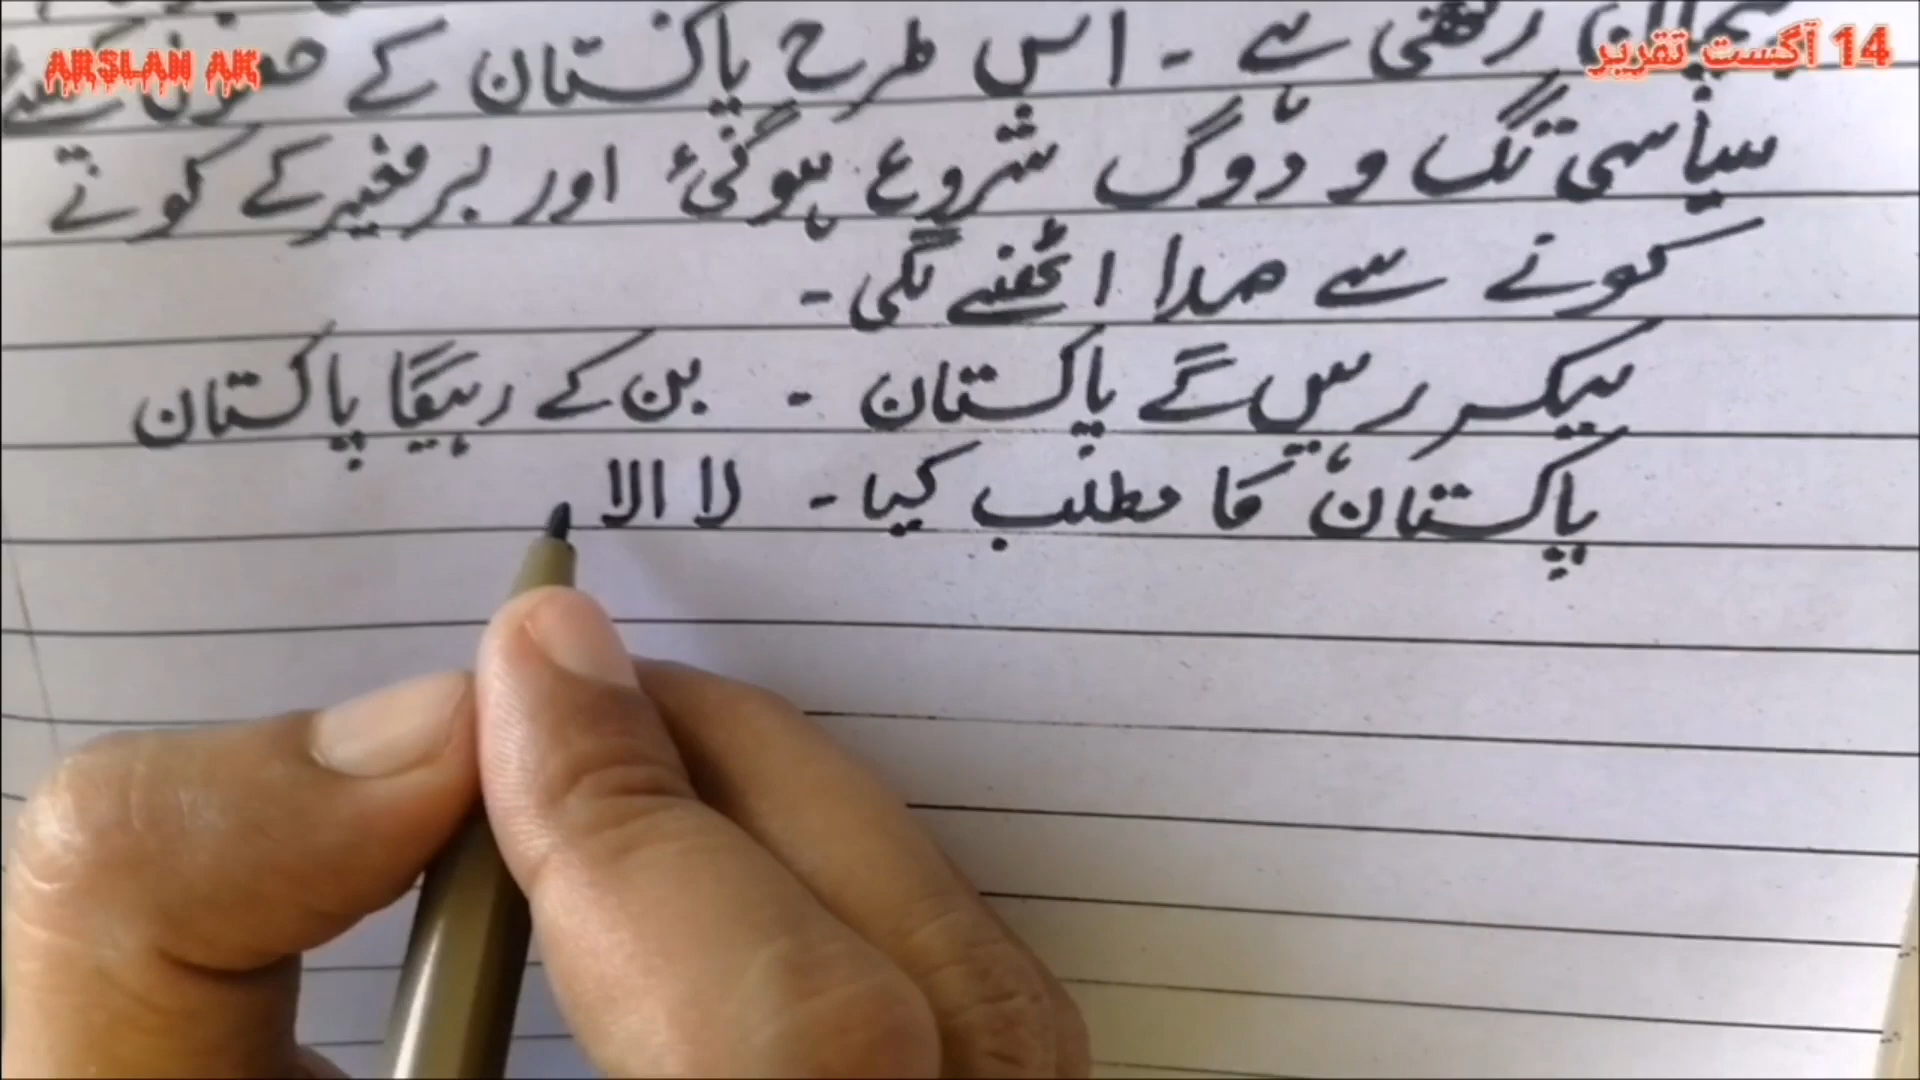 ARSLAN AK
14 آگست تقریر
رکھتی ہے ۔ اس طرح پاکستان کے
سیاسی تگ و دوگ شروع ہوگئ اور برصغیر کے کونے
کونے سے صدا اٹھنے لگی ۔
لیکر رہیں گے پاکستان ۔ بن کے رہیگا پاکستان
پاکستان کا مطلب کیا ۔ لا الا